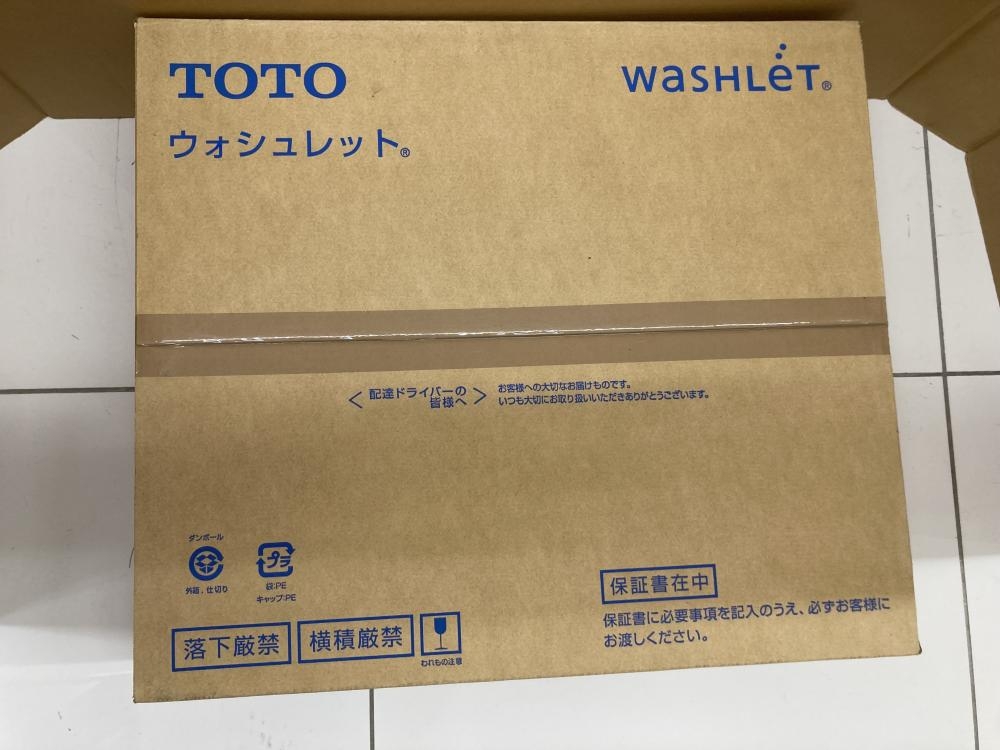 TOTO
WASHLET®
ウォシュレット®
<配達ドライバーの
皆様へ>
お客様への大切なお届けものです。
いつも大切にお取り扱いいただきありがとうございます。
ダンボール
外箱、仕切り
プラ
袋:PE
キャップ:PE
落下厳禁
横積厳禁
われもの注意
保証書在中
保証書に必要事項を記入のうえ、必ずお客様に
お渡しください。